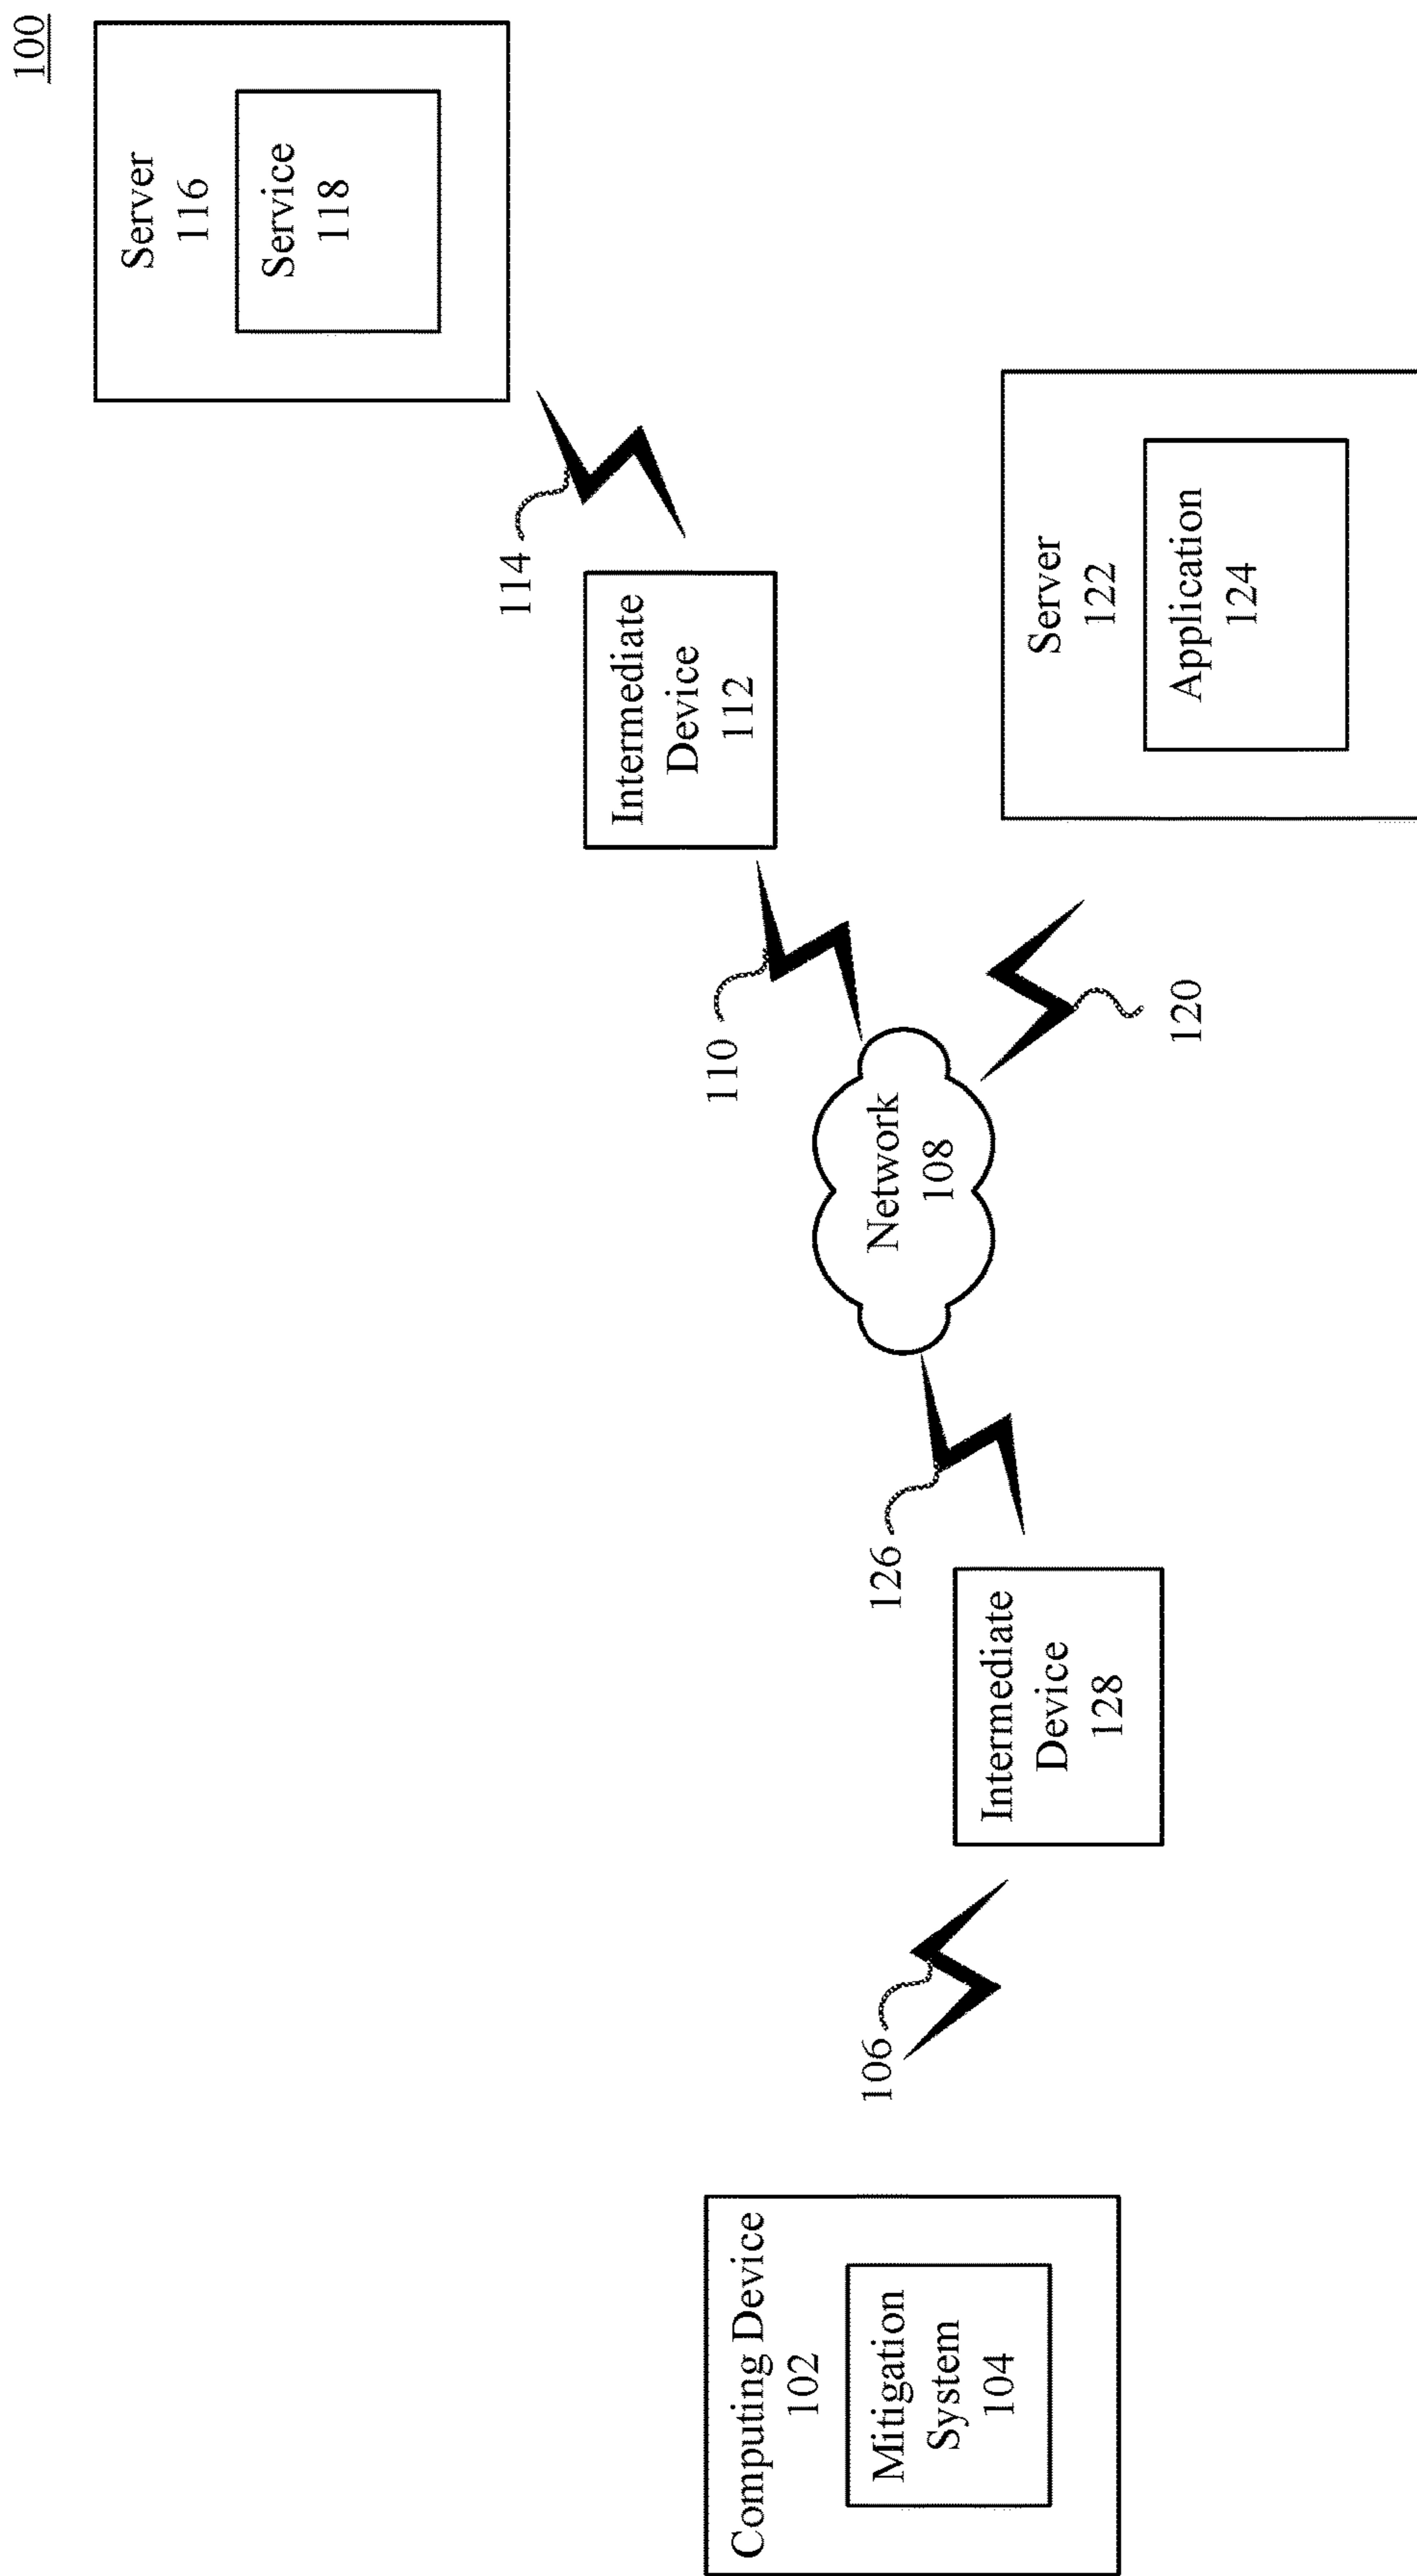 100
Server
116
Service
118
114
Intermediate
Device
112
110
Server
122
Application
124
120
Network
108
126
Intermediate
Device
128
106
Computing Device
102
Mitigation
System
104